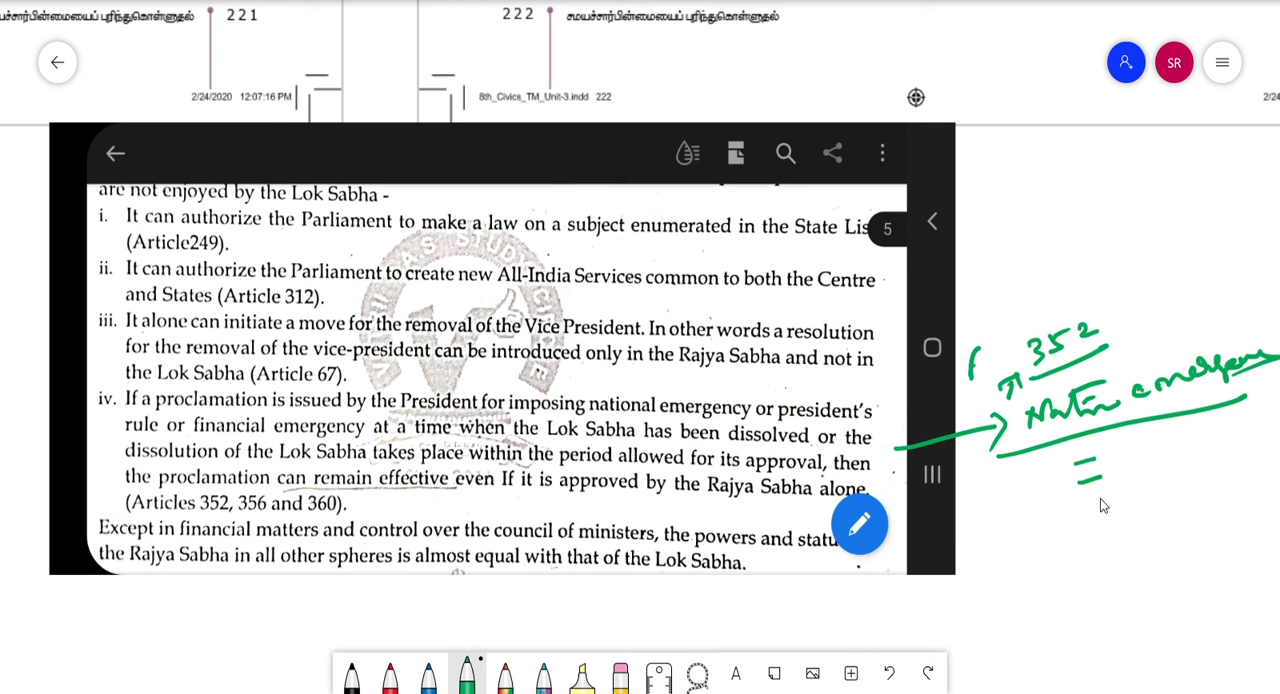 221
222 சமயச்சார்பின்மையைப் புரிந்துகொள்ளுதல்
SR
2/24/2020 12:07:16 PM
8th_Civics_TM_Unit-3.indd 222
are not enjoyed by the Lok Sabha -
i. It can authorize the Parliament to make a law on a subject enumerated in the State
(Article249).
5
ii. It can authorize the Parliament to create new All-India Services common to both the Centre
and States (Article 312).
iii. It alone can initiate a move for the removal of the Vice President. In other words a resolution
for the removal of the vice-president can be introduced only in the Rajya Sabha and not in
the Lok Sabha (Article 67).
iv. If a proclamation is issued by the President for imposing national emergency or president's
rule or financial emergency at a time when the Lok Sabha has been dissolved or the
dissolution of the Lok Sabha takes place within the period allowed for its approval, then
the proclamation can remain effective even If it is approved by the Rajya Sabha alone
(Articles 352, 356 and 360).
Except in financial matters and control over the council of ministers, the powers and
the Rajya Sabha in all other spheres is almost equal with that of the Lok Sabha.
352
A